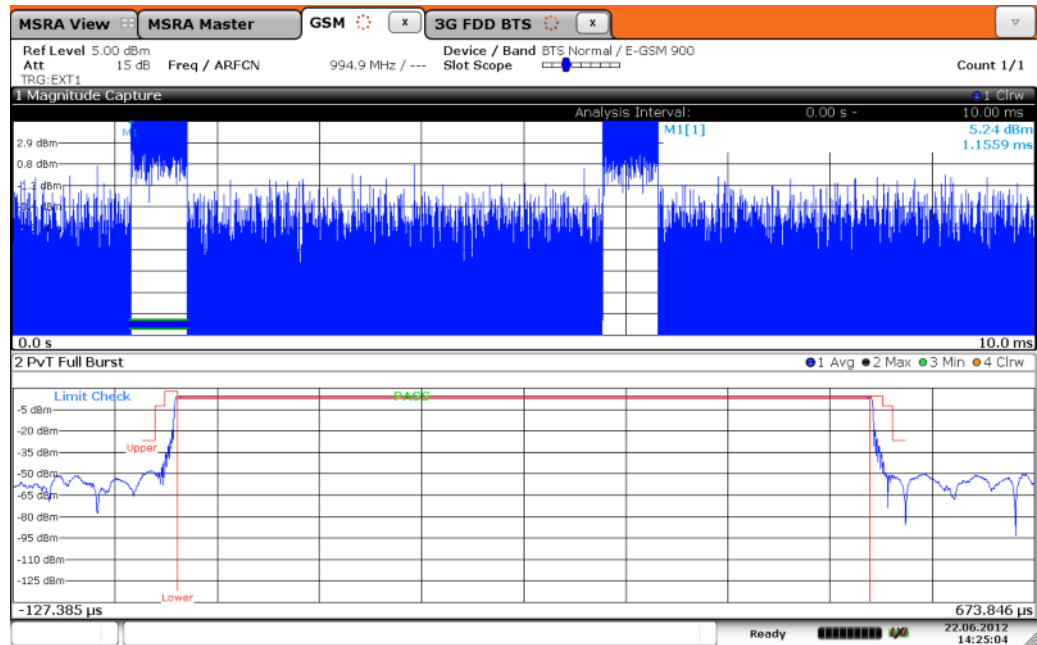 MSRA View MSRA Master GSM x 3G FDD BTS x
Ref Level 5.00 dBm Device / Band BTS Normal / E-GSM 900
Att 15 dB Freq / ARFCN 994.9 MHz / --- Slot Scope Count 1/1
TRG:EXT1
1 Magnitude Capture 1 Clrw
Analysis Interval: 0.00 s - 10.00 ms
M1 M1[1] 5.24 dBm
1.1559 ms
2.9 dBm
0.8 dBm
-1.3 dBm
0.0 s 10.0 ms
2 PvT Full Burst 1 Avg 2 Max 3 Min 4 Clrw
Limit Check PASS
-5 dBm
-20 dBm
Upper
-35 dBm
-50 dBm
-65 dBm
-80 dBm
-95 dBm
-110 dBm
-125 dBm
Lower
-127.385 µs 673.846 µs
Ready 22.06.2012
14:25:04